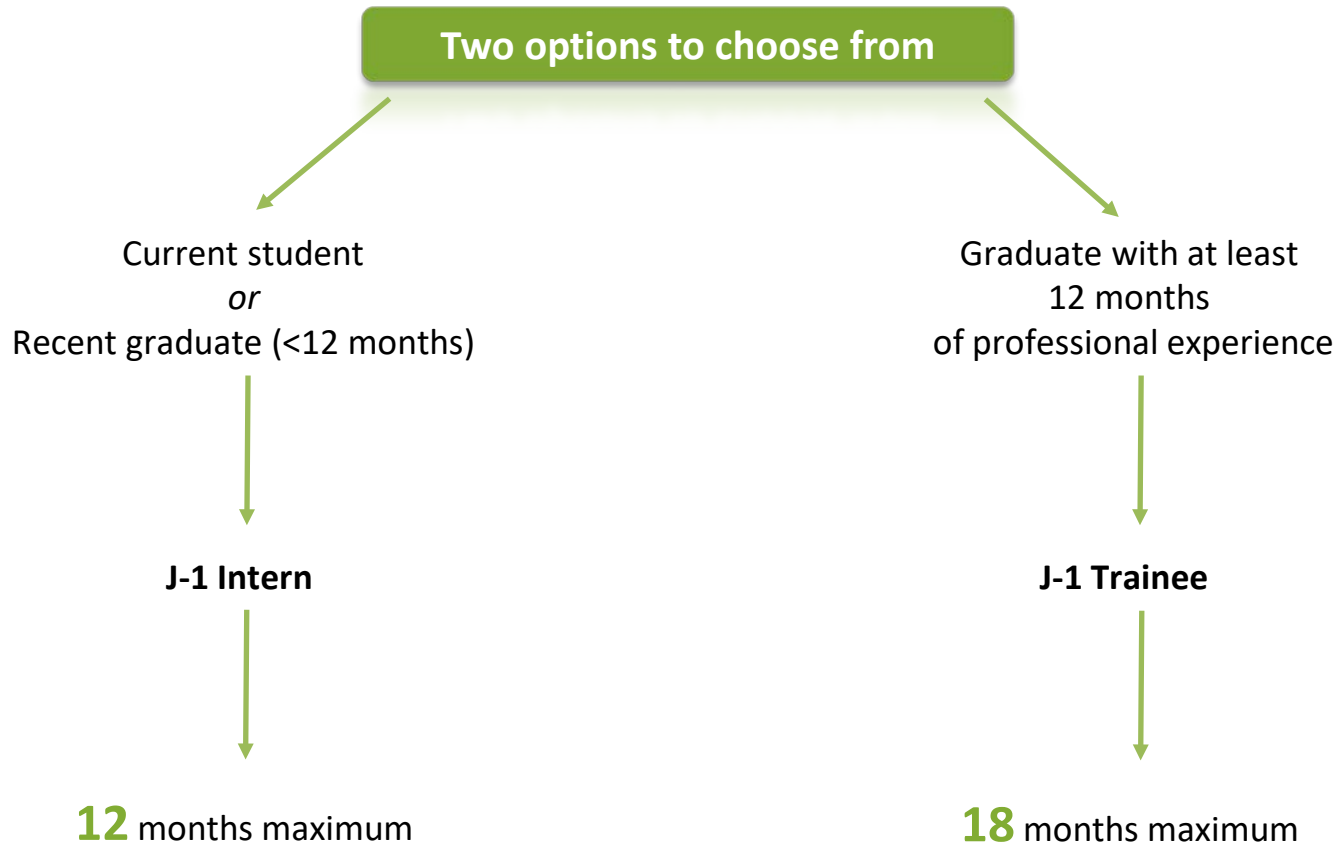 Two options to choose from
Current student
or
Recent graduate (<12 months)
Graduate with at least
12 months
of professional experience
J-1 Intern
J-1 Trainee
12 months maximum
18 months maximum